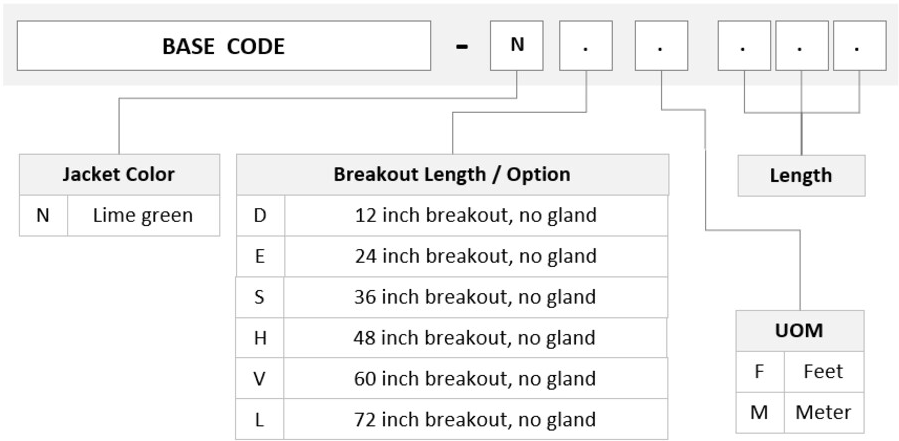 BASE CODE - N . . . . .
Jacket Color
N Lime green
Breakout Length / Option
D 12 inch breakout, no gland
E 24 inch breakout, no gland
S 36 inch breakout, no gland
H 48 inch breakout, no gland
V 60 inch breakout, no gland
L 72 inch breakout, no gland
Length
UOM
F Feet
M Meter